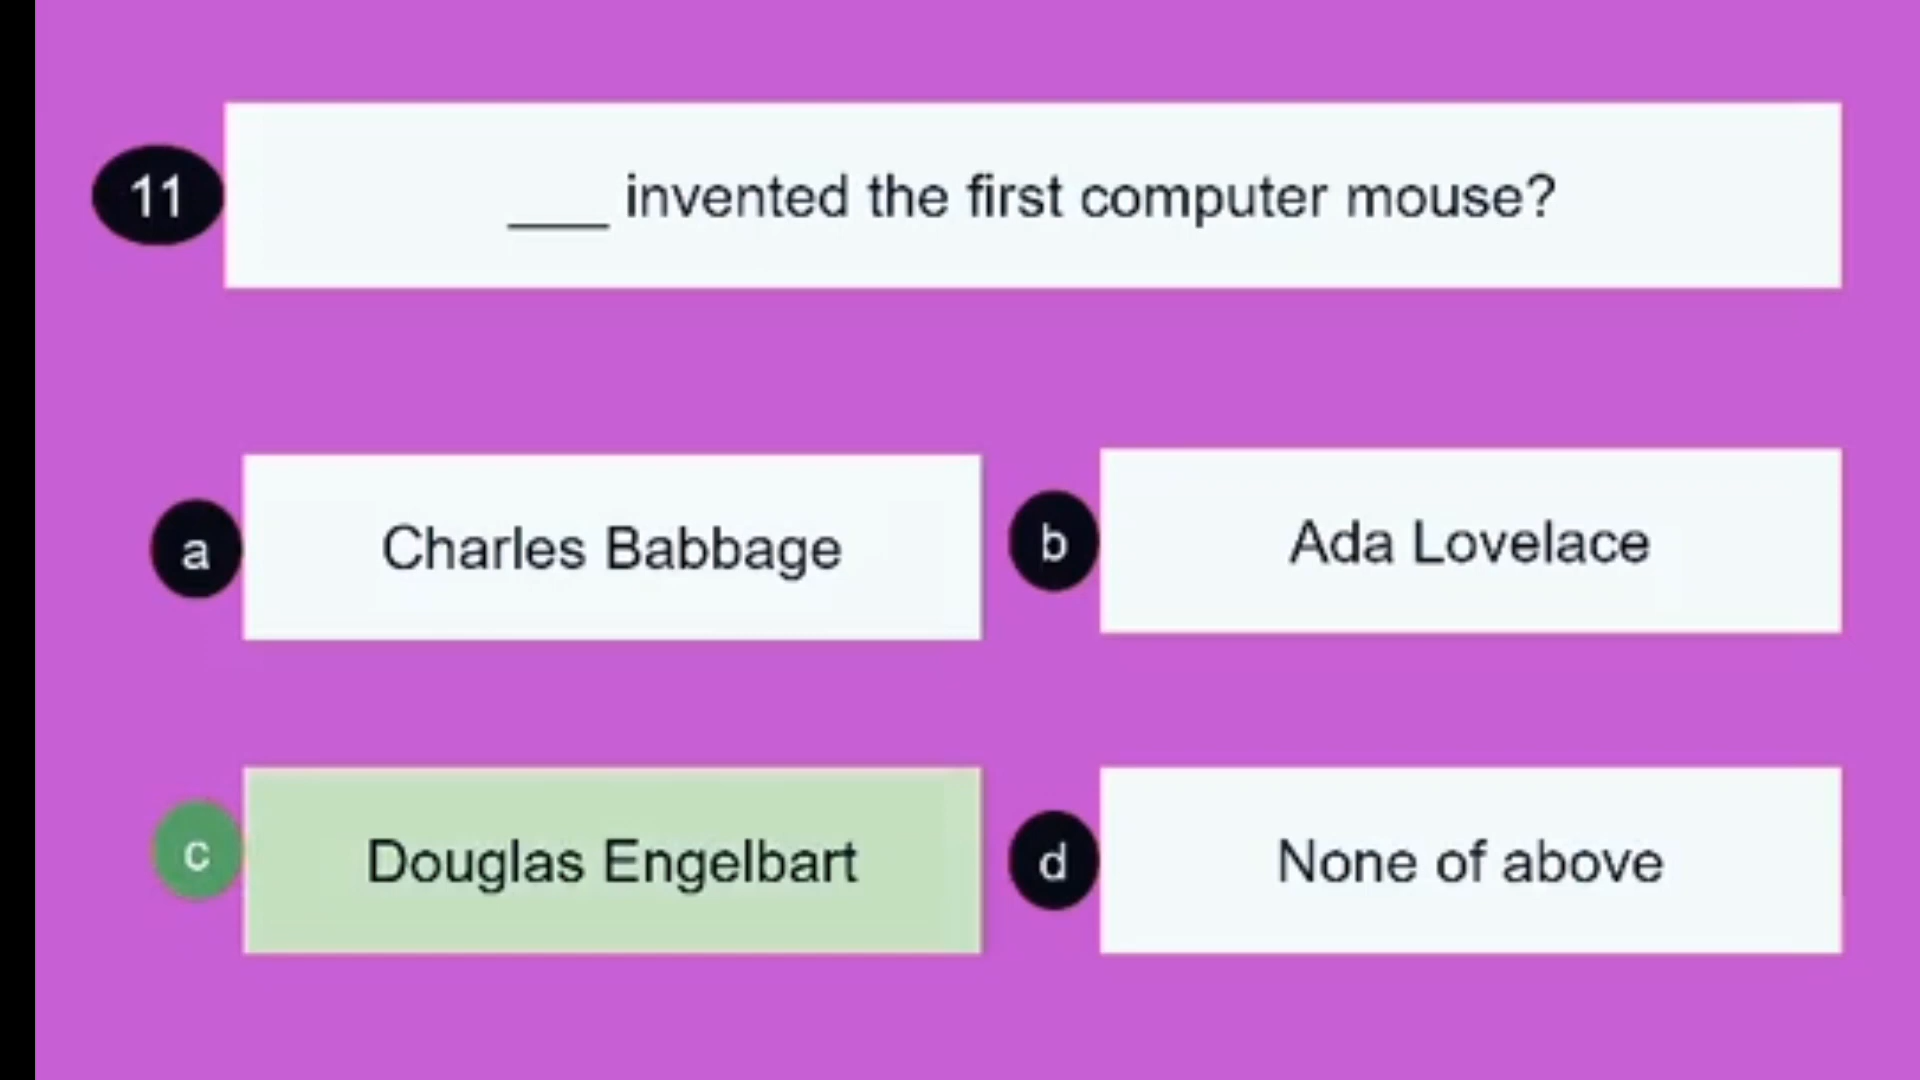 11
___ invented the first computer mouse?
a
Charles Babbage
b
Ada Lovelace
c
Douglas Engelbart
d
None of above